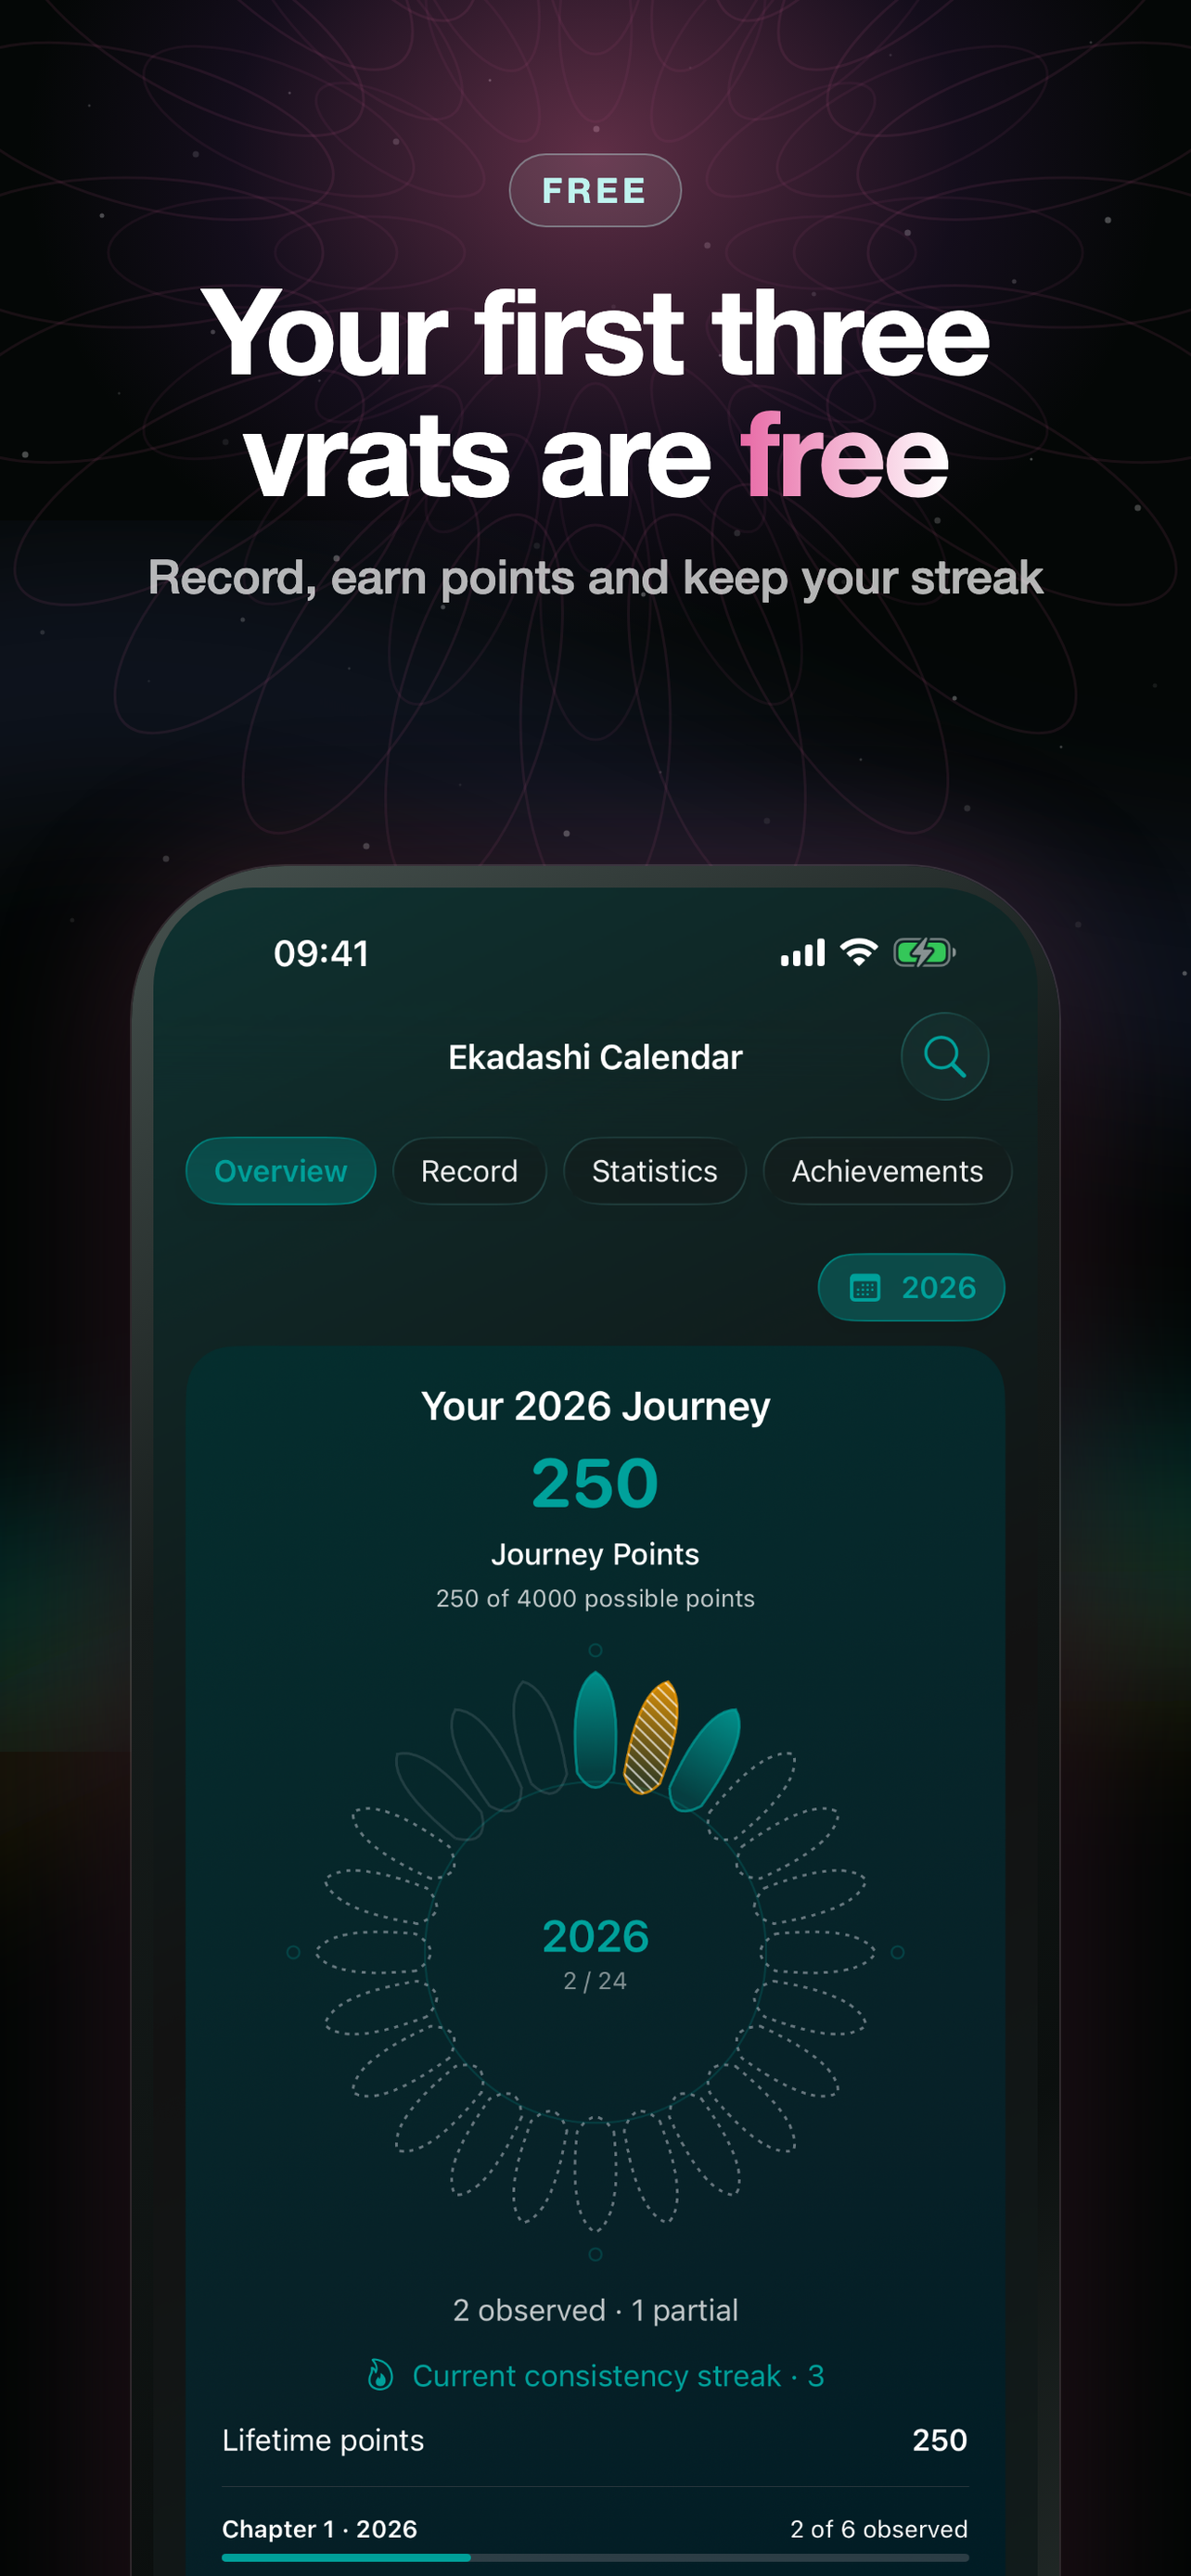 FREE
Your first three
vrats are free
Record, earn points and keep your streak
09:41
Ekadashi Calendar
Overview
Record
Statistics
Achievements
2026
Your 2026 Journey
250
Journey Points
250 of 4000 possible points
2026
2 / 24
2 observed · 1 partial
Current consistency streak · 3
Lifetime points 250
Chapter 1 · 2026 2 of 6 observed